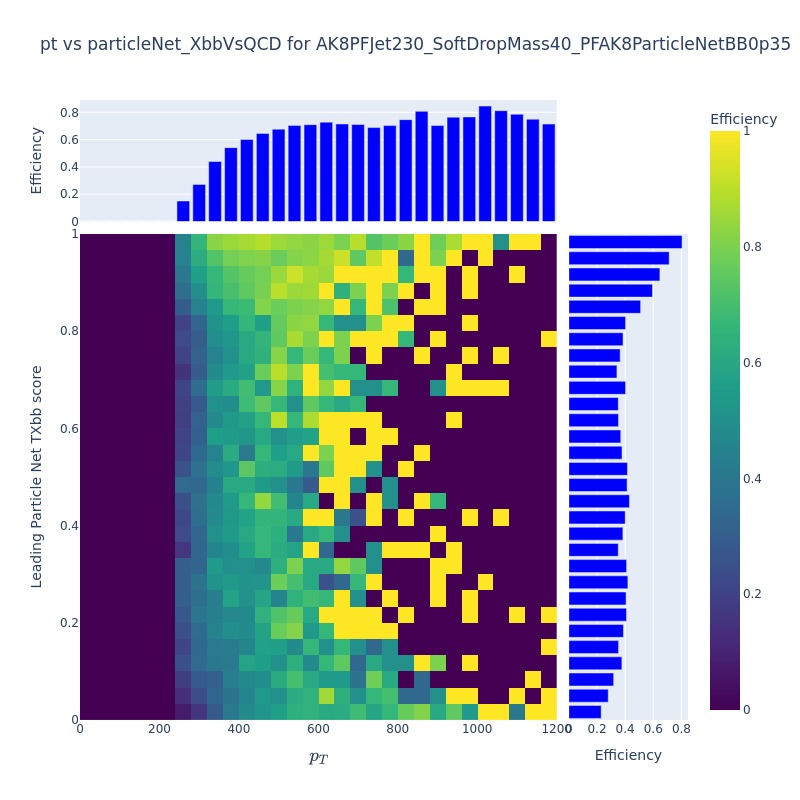 pt vs particleNet_XbbVsQCD for AK8PFJet230_SoftDropMass40_PFAK8ParticleNetBB0p35
Efficiency
0.8
0.6
0.4
0.2
0
Efficiency
1
0.8
0.6
0.4
0.2
0
Leading Particle Net TXbb score
1
0.8
0.6
0.4
0.2
0
0 200 400 600 800 1000 1200
p_T
0 0.2 0.4 0.6 0.8
Efficiency